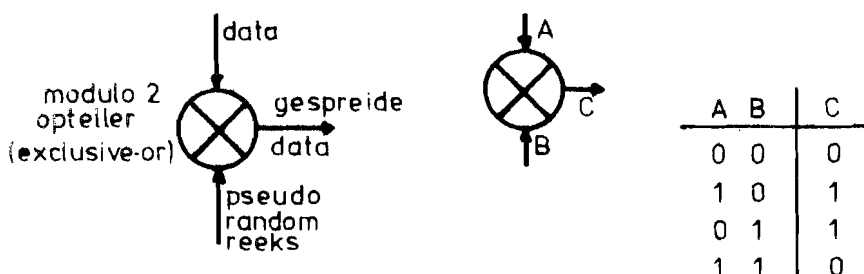 data
modulo 2
opteller
(exclusive-or)
gespreide
data
pseudo
random
reeks
A
B
C
A B C
0 0 0
1 0 1
0 1 1
1 1 0